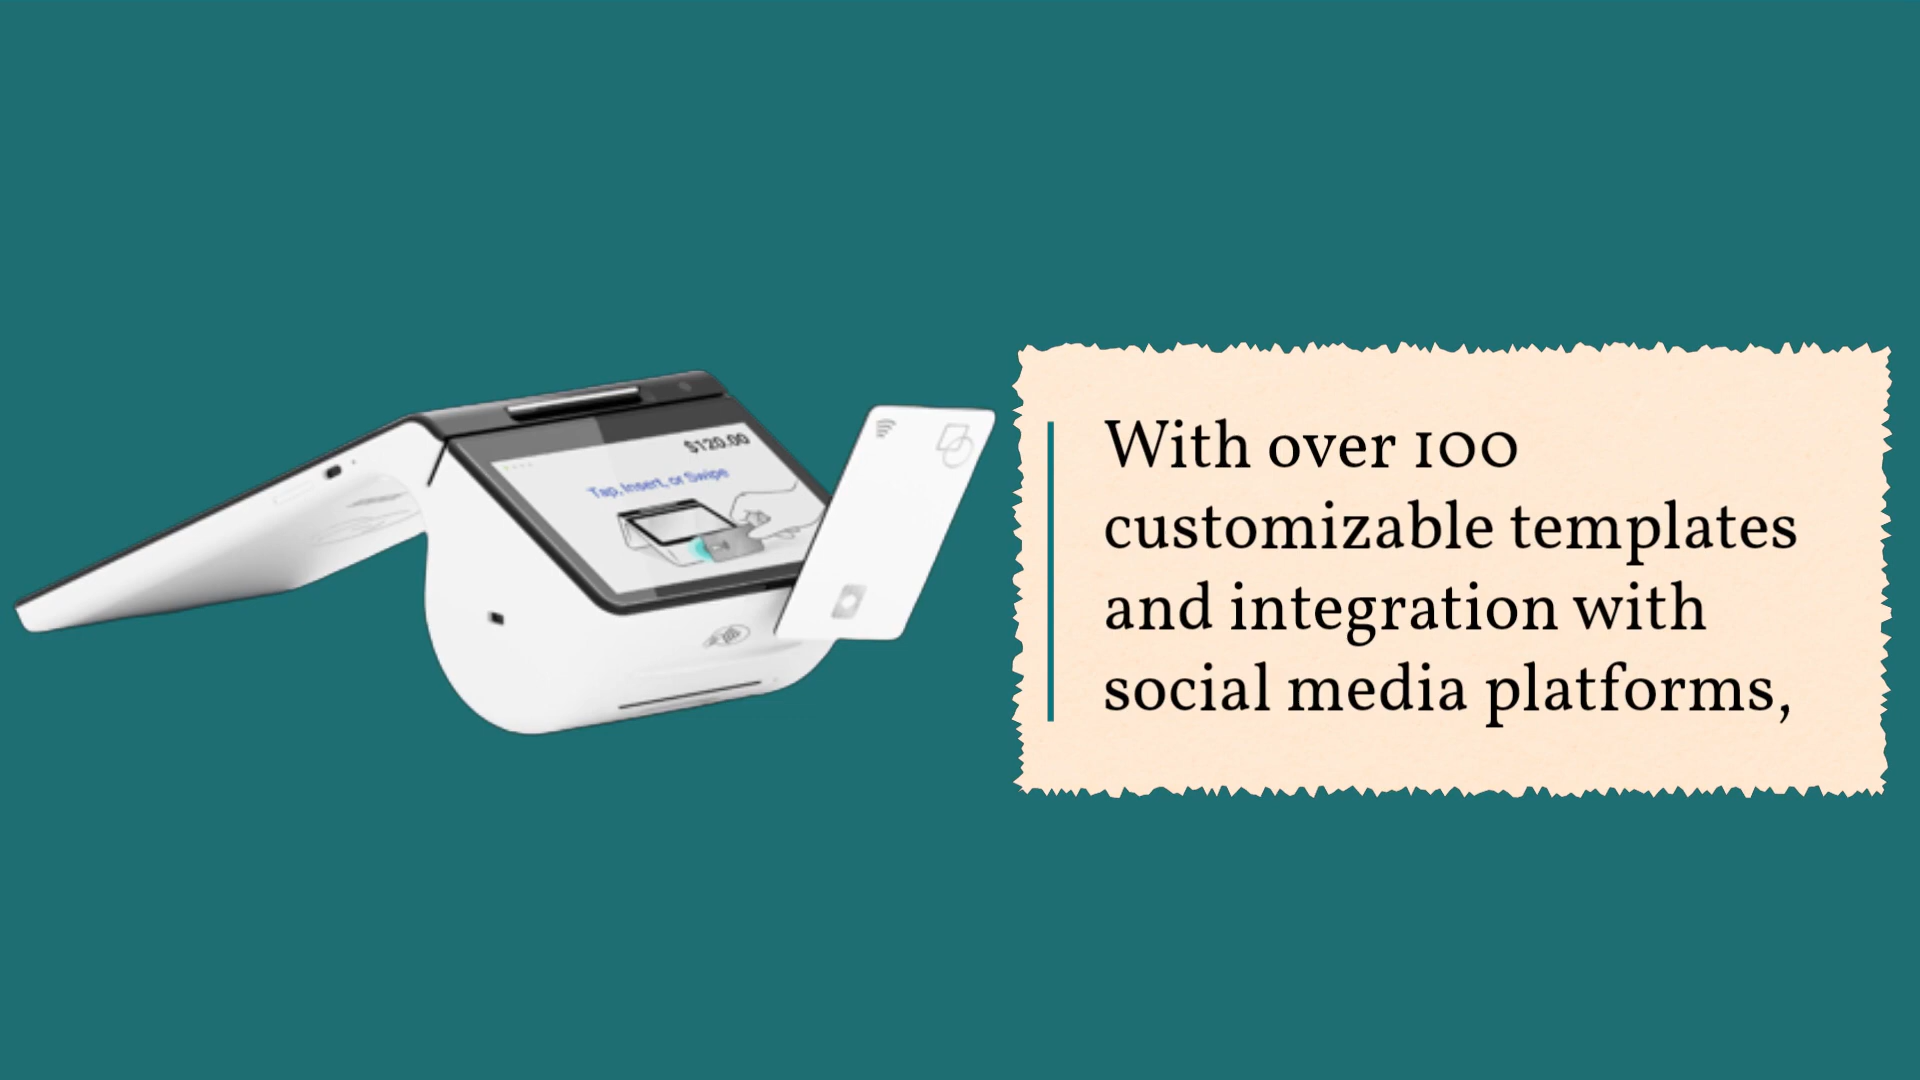 $120.00
Tap, Insert, or Swipe
With over 100
customizable templates
and integration with
social media platforms,